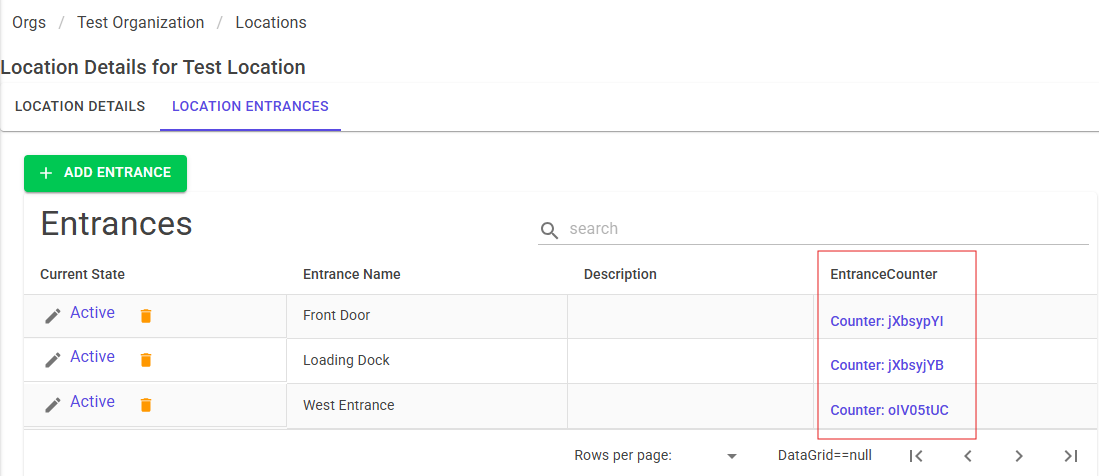 Orgs / Test Organization / Locations
Location Details for Test Location
LOCATION DETAILS LOCATION ENTRANCES
+ ADD ENTRANCE
Entrances search
Current State Entrance Name Description EntranceCounter
Active Front Door Counter: jXbsypYI
Active Loading Dock Counter: jXbsyjYB
Active West Entrance Counter: oIV05tUC
Rows per page: DataGrid==null